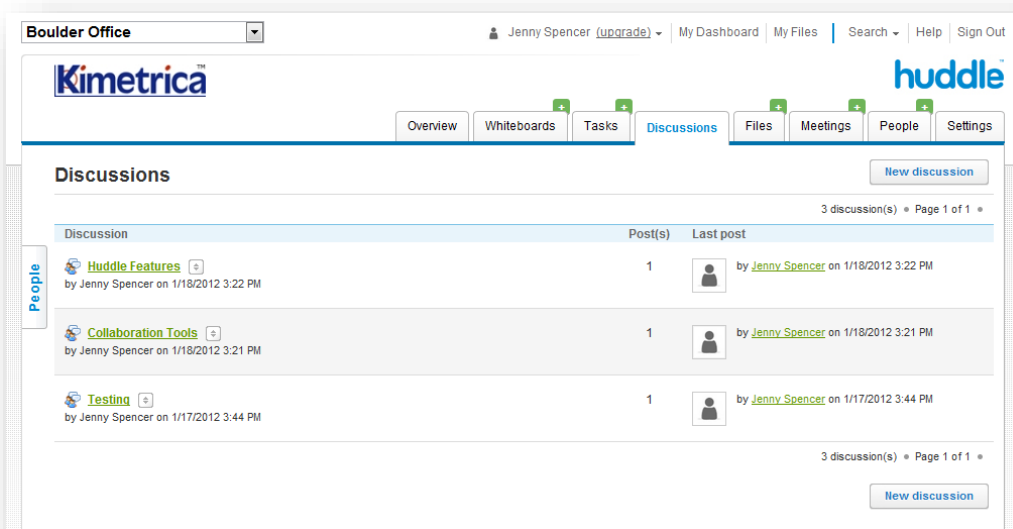 Boulder Office
Jenny Spencer (upgrade) My Dashboard My Files Search Help Sign Out
Kimetrica™
huddle™
Overview Whiteboards Tasks Discussions Files Meetings People Settings
Discussions
New discussion
3 discussion(s) • Page 1 of 1 •
Discussion Post(s) Last post
People
Huddle Features 1 by Jenny Spencer on 1/18/2012 3:22 PM
by Jenny Spencer on 1/18/2012 3:22 PM
Collaboration Tools 1 by Jenny Spencer on 1/18/2012 3:21 PM
by Jenny Spencer on 1/18/2012 3:21 PM
Testing 1 by Jenny Spencer on 1/17/2012 3:44 PM
by Jenny Spencer on 1/17/2012 3:44 PM
3 discussion(s) • Page 1 of 1 •
New discussion